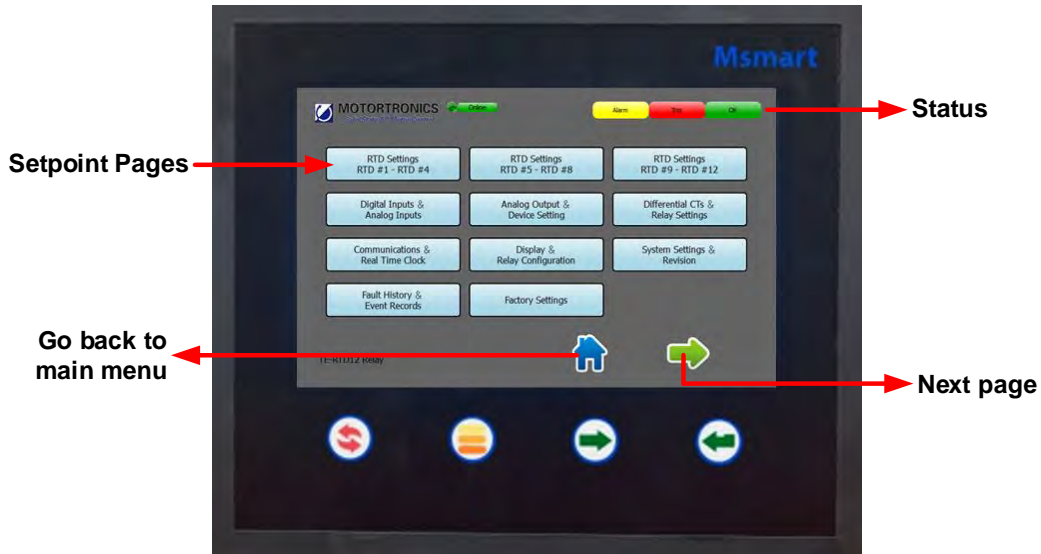 Msmart
MOTORTRONICS
Online
Alarm
Trip
OK
Status
Setpoint Pages
RTD Settings
RTD #1 - RTD #4
RTD Settings
RTD #5 - RTD #8
RTD Settings
RTD #9 - RTD #12
Digital Inputs &
Analog Inputs
Analog Output &
Device Setting
Differential CTs &
Relay Settings
Communications &
Real Time Clock
Display &
Relay Configuration
System Settings &
Revision
Fault History &
Event Records
Factory Settings
Go back to
main menu
TE-RTD12 Relay
Next page